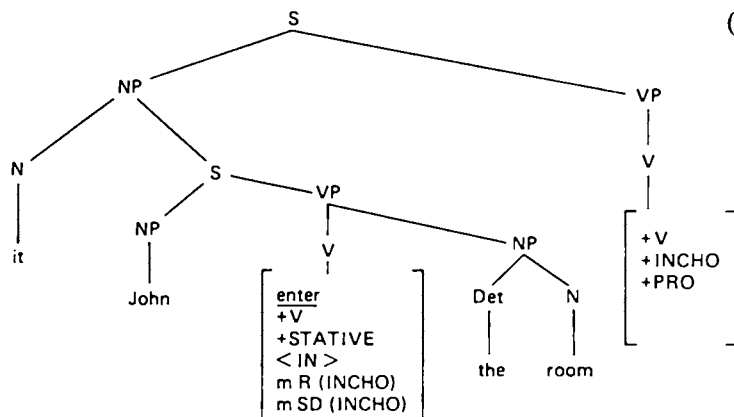 S
(
NP
VP
N
S
VP
V
it
NP
V
NP
+V
+INCHO
+PRO
John
enter
+V
+STATIVE
< IN >
m R (INCHO)
m SD (INCHO)
Det
N
the
room